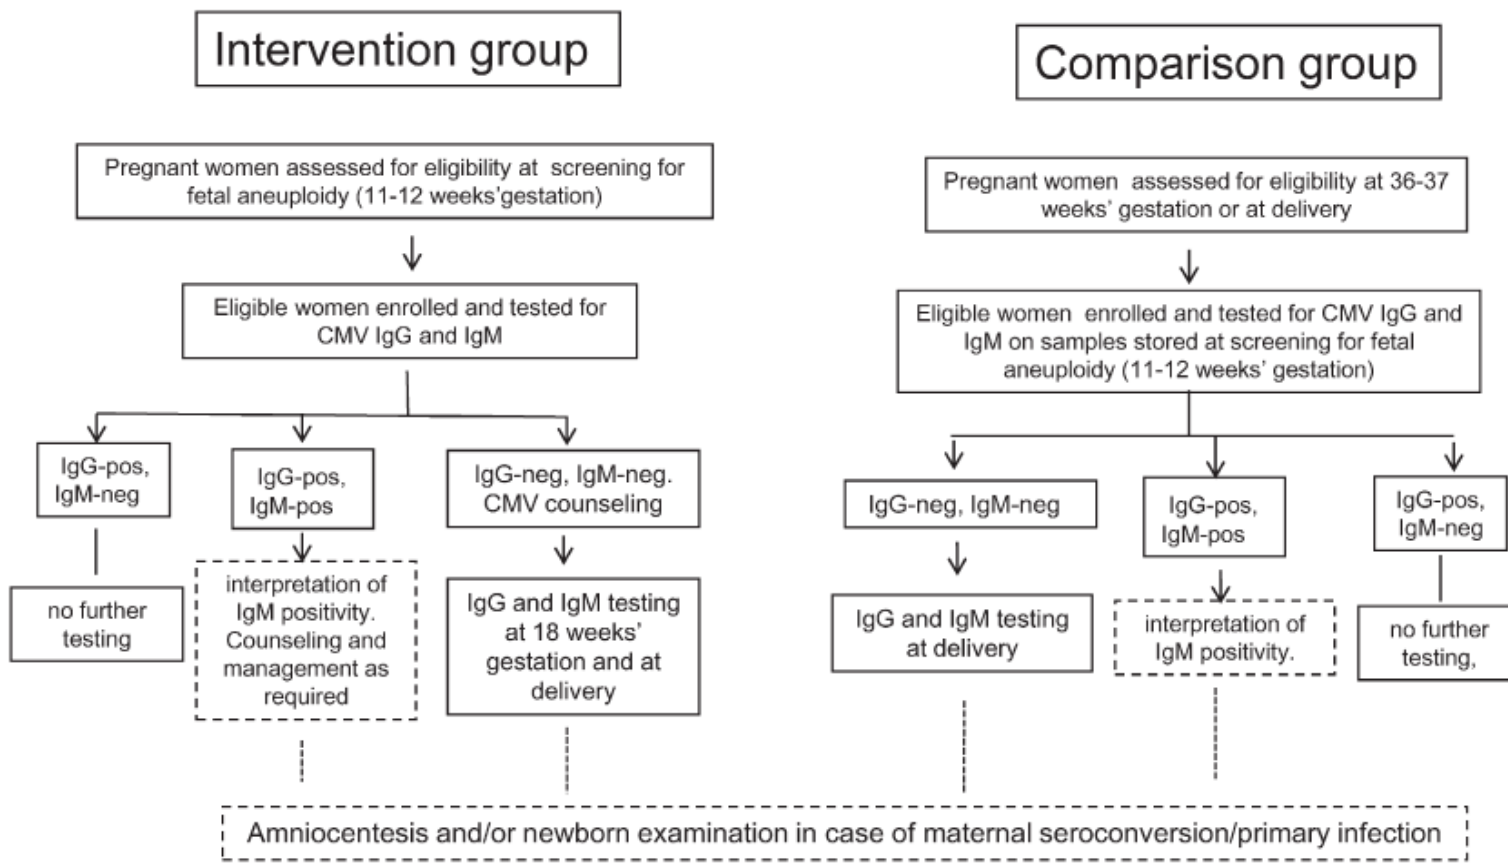 Intervention group
Pregnant women assessed for eligibility at screening for
fetal aneuploidy (11-12 weeks'gestation)
Eligible women enrolled and tested for
CMV IgG and IgM
IgG-pos,
IgM-neg
IgG-pos,
IgM-pos
IgG-neg, IgM-neg.
CMV counseling
no further
testing
interpretation of
IgM positivity.
Counseling and
management as
required
IgG and IgM testing
at 18 weeks'
gestation and at
delivery
Comparison group
Pregnant women assessed for eligibility at 36-37
weeks' gestation or at delivery
Eligible women enrolled and tested for CMV IgG and
IgM on samples stored at screening for fetal
aneuploidy (11-12 weeks' gestation)
IgG-neg, IgM-neg
IgG-pos,
IgM-pos
IgG-pos,
IgM-neg
IgG and IgM testing
at delivery
interpretation of
IgM positivity.
no further
testing,
Amniocentesis and/or newborn examination in case of maternal seroconversion/primary infection